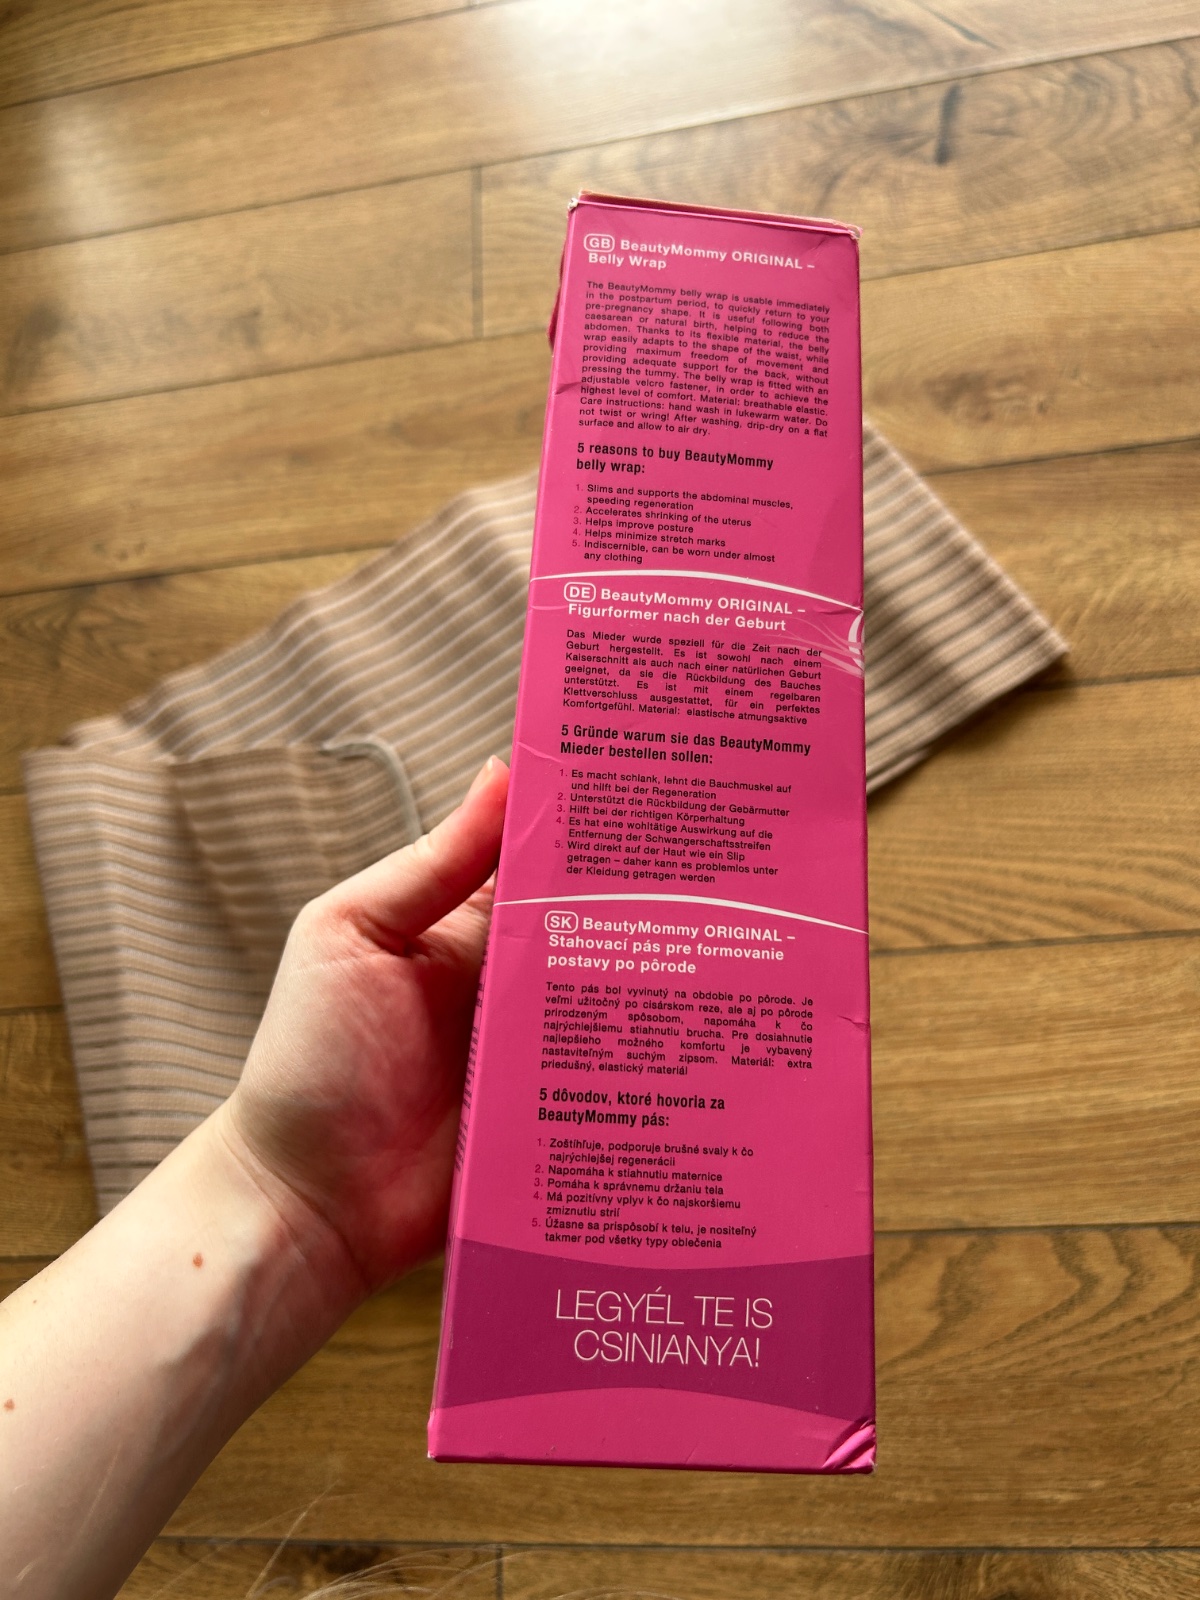 GB BeautyMommy ORIGINAL –
Belly Wrap
The BeautyMommy belly wrap is usable immediately
in the postpartum period, to quickly return to your
pre-pregnancy shape. It is useful following both
caesarean or natural birth, helping to reduce the
abdomen. Thanks to its flexible material, the belly
wrap easily adapts to the shape of the waist, while
providing maximum freedom of movement and
providing adequate support for the back, without
pressing the tummy. The belly wrap is fitted with an
adjustable velcro fastener, in order to achieve the
highest level of comfort. Material: breathable elastic.
Care instructions: hand wash in lukewarm water. Do
not twist or wring! After washing, drip-dry on a flat
surface and allow to air dry.
5 reasons to buy BeautyMommy
belly wrap:
1. Slims and supports the abdominal muscles,
speeding regeneration
2. Accelerates shrinking of the uterus
3. Helps improve posture
4. Helps minimize stretch marks
5. Indiscernible, can be worn under almost
any clothing
DE BeautyMommy ORIGINAL –
Figurformer nach der Geburt
Das Mieder wurde speziell für die Zeit nach der
Geburt hergestellt. Es ist sowohl nach einem
Kaiserschnitt als auch nach einer natürlichen Geburt
geeignet, da sie die Rückbildung des Bauches
unterstützt. Es ist mit einem regelbaren
Klettverschluss ausgestattet, für ein perfektes
Komfortgefühl. Material: elastische atmungsaktive
5 Gründe warum sie das BeautyMommy
Mieder bestellen sollen:
1. Es macht schlank, lehnt die Bauchmuskel auf
und hilft bei der Regeneration
2. Unterstützt die Rückbildung der Gebärmutter
3. Hilft bei der richtigen Körperhaltung
4. Es hat eine wohltätige Auswirkung auf die
Entfernung der Schwangerschaftsstreifen
5. Wird direkt auf der Haut wie ein Slip
getragen – daher kann es problemlos unter
der Kleidung getragen werden
SK BeautyMommy ORIGINAL –
Stahovací pás pre formovanie
postavy po pôrode
Tento pás bol vyvinutý na obdobie po pôrode. Je
veľmi užitočný po cisárskom reze, ale aj po pôrode
prirodzeným spôsobom, napomáha k čo
najrýchlejšiemu stiahnutiu brucha. Pre dosiahnutie
najlepšieho možného komfortu je vybavený
nastaviteľným suchým zipsom. Materiál: extra
priedušný, elastický materiál
5 dôvodov, ktoré hovoria za
BeautyMommy pás:
1. Zoštíhľuje, podporuje brušné svaly k čo
najrýchlejšej regenerácii
2. Napomáha k stiahnutiu maternice
3. Pomáha k správnemu držaniu tela
4. Má pozitívny vplyv k čo najskoršiemu
zmiznutiu strií
5. Úžasne sa prispôsobí k telu, je nositeľný
takmer pod všetky typy oblečenia
LEGYÉL TE IS
CSINIANYA!